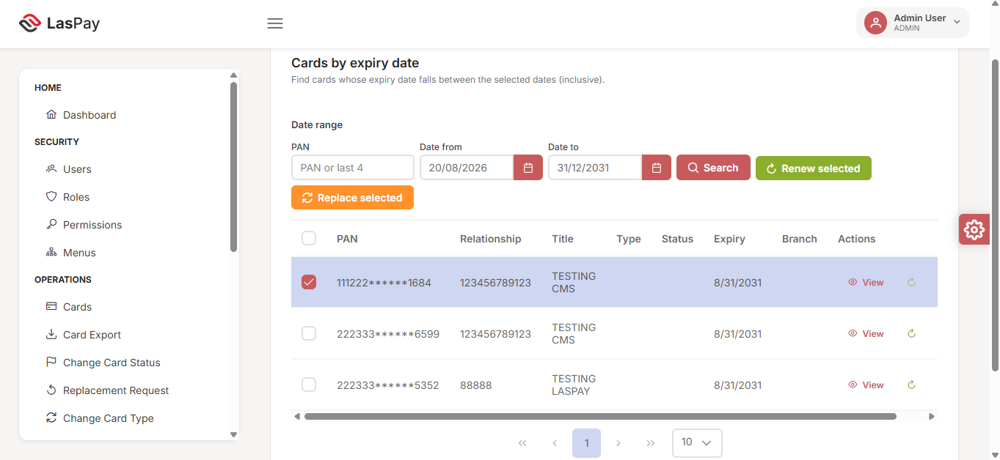 LasPay
Admin User
ADMIN
HOME
Dashboard
SECURITY
Users
Roles
Permissions
Menus
OPERATIONS
Cards
Card Export
Change Card Status
Replacement Request
Change Card Type
Cards by expiry date
Find cards whose expiry date falls between the selected dates (inclusive).
Date range
PAN Date from Date to
PAN or last 4 20/08/2026 31/12/2031 Search Renew selected
Replace selected
PAN Relationship Title Type Status Expiry Branch Actions
111222******1684 123456789123 TESTING CMS 8/31/2031 View
222333******6599 123456789123 TESTING CMS 8/31/2031 View
222333******5352 88888 TESTING LASPAY 8/31/2031 View
« ‹ 1 › » 10